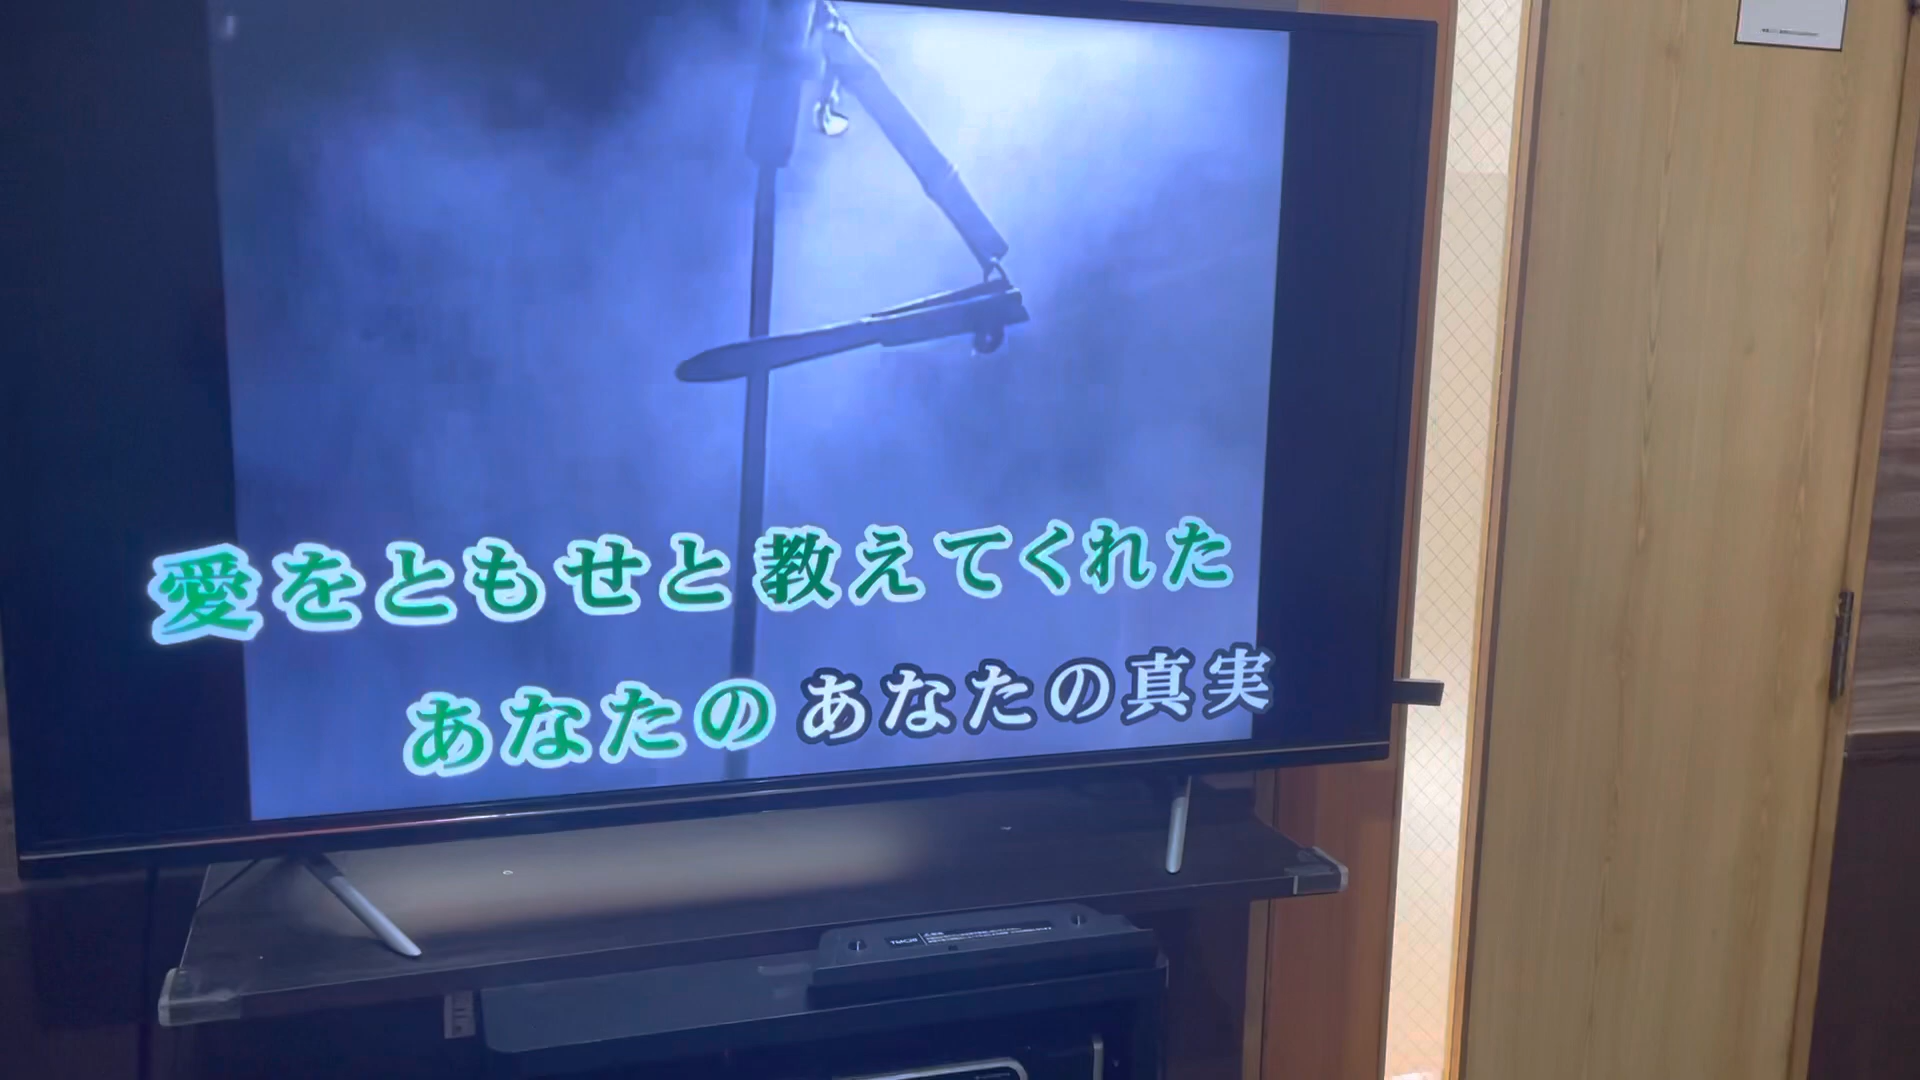 愛をともせと教えてくれた
あなたの あなたの真実